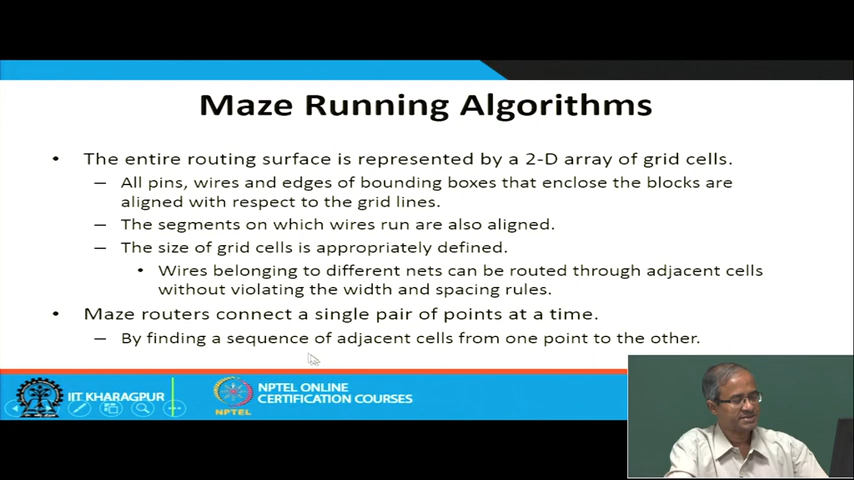 Maze Running Algorithms
• The entire routing surface is represented by a 2-D array of grid cells.
– All pins, wires and edges of bounding boxes that enclose the blocks are
aligned with respect to the grid lines.
– The segments on which wires run are also aligned.
– The size of grid cells is appropriately defined.
• Wires belonging to different nets can be routed through adjacent cells
without violating the width and spacing rules.
• Maze routers connect a single pair of points at a time.
– By finding a sequence of adjacent cells from one point to the other.
IIT KHARAGPUR
NPTEL
NPTEL ONLINE
CERTIFICATION COURSES